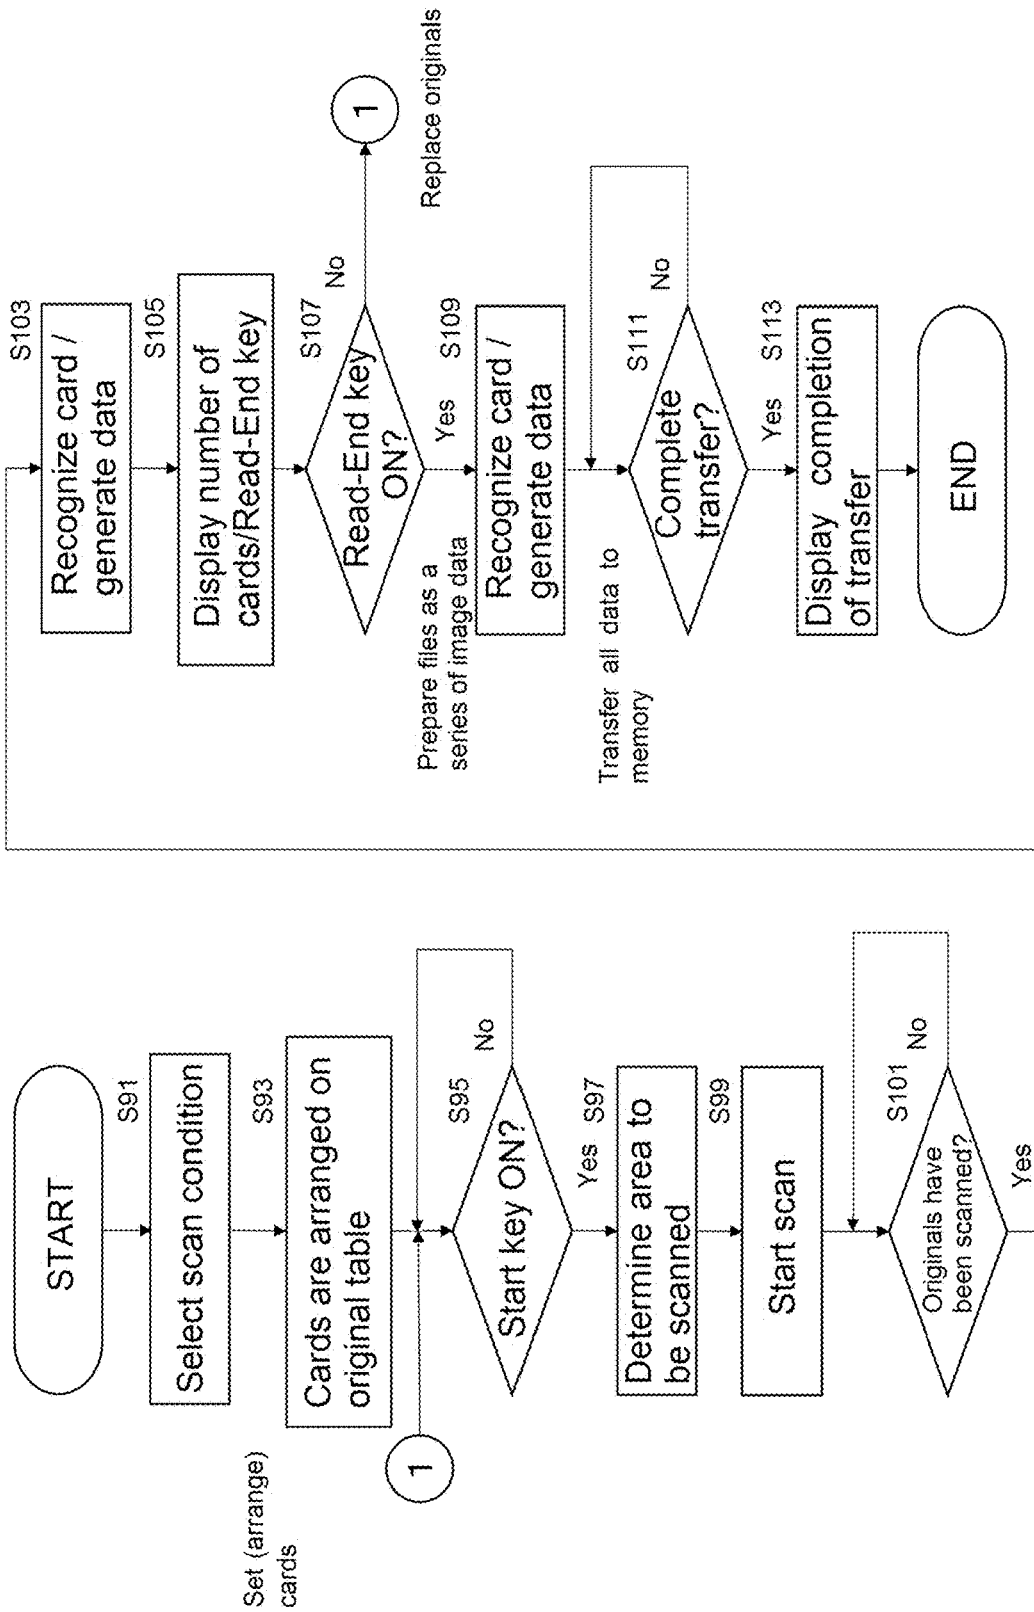 START
S91
Select scan condition
Set (arrange)
cards
S93
Cards are arranged on
original table
1
S95
Start key ON?
No
Yes
S97
Determine area to
be scanned
S99
Start scan
S101
Originals have
been scanned?
No
Yes
S103
Recognize card /
generate data
S105
Display number of
cards/Read-End key
S107
Read-End key
ON?
No
1
Replace originals
Yes
Prepare files as a
series of image data
S109
Recognize card /
generate data
Transfer all data to
memory
S111
Complete
transfer?
No
Yes
S113
Display completion
of transfer
END